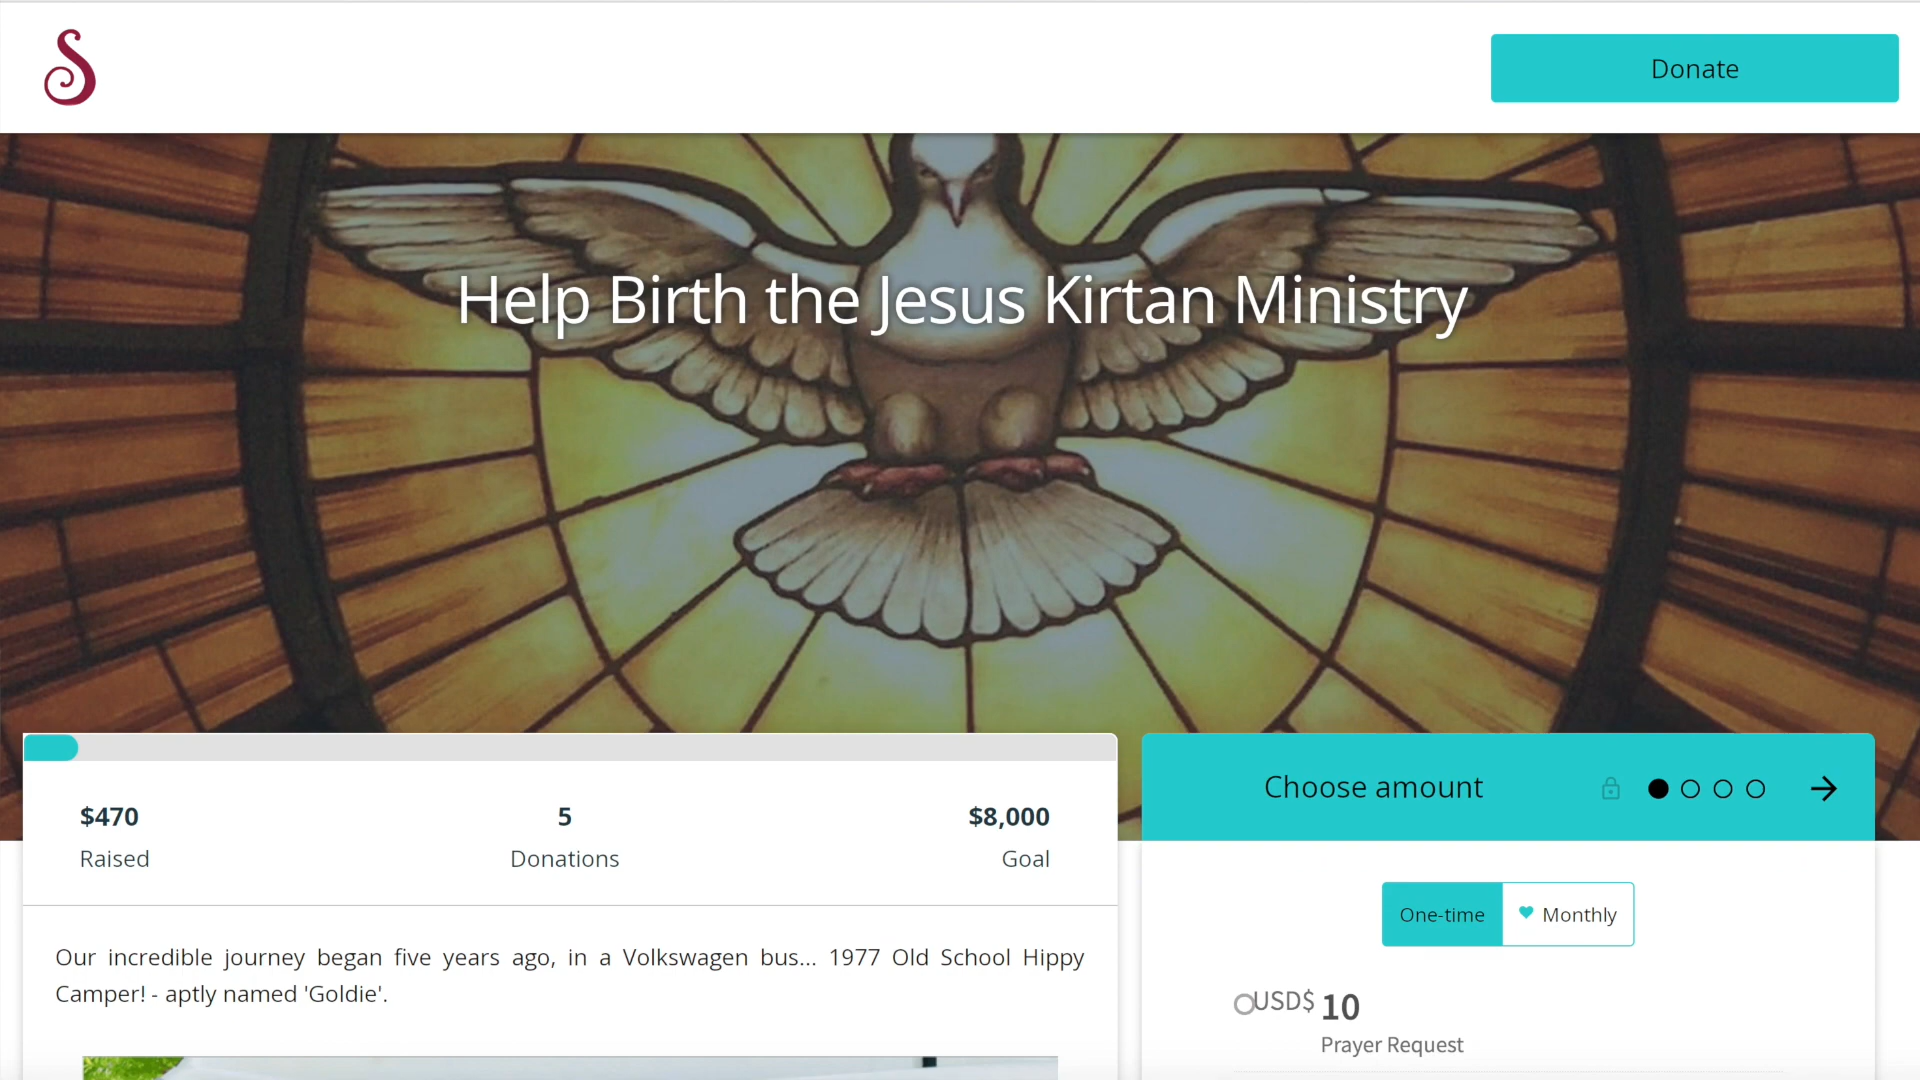 Donate
Help Birth the Jesus Kirtan Ministry
$470
Raised
5
Donations
$8,000
Goal
Our incredible journey began five years ago, in a Volkswagen bus... 1977 Old School Hippy
Camper! - aptly named 'Goldie'.
Choose amount
One-time
Monthly
USD$ 10
Prayer Request